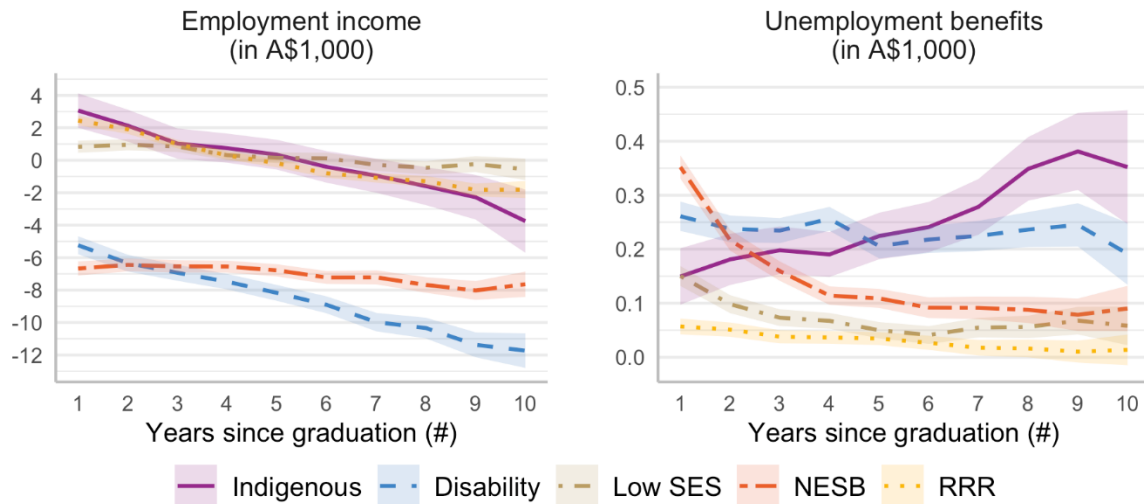 Employment income
(in A$1,000)
4
2
0
-2
-4
-6
-8
-10
-12
1 2 3 4 5 6 7 8 9 10
Years since graduation (#)
Unemployment benefits
(in A$1,000)
0.5
0.4
0.3
0.2
0.1
0.0
1 2 3 4 5 6 7 8 9 10
Years since graduation (#)
Indigenous Disability Low SES NESB RRR